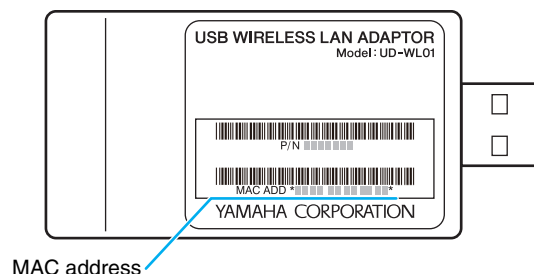 USB WIRELESS LAN ADAPTOR
Model: UD-WL01
P/N
MAC ADD * *
YAMAHA CORPORATION
MAC address